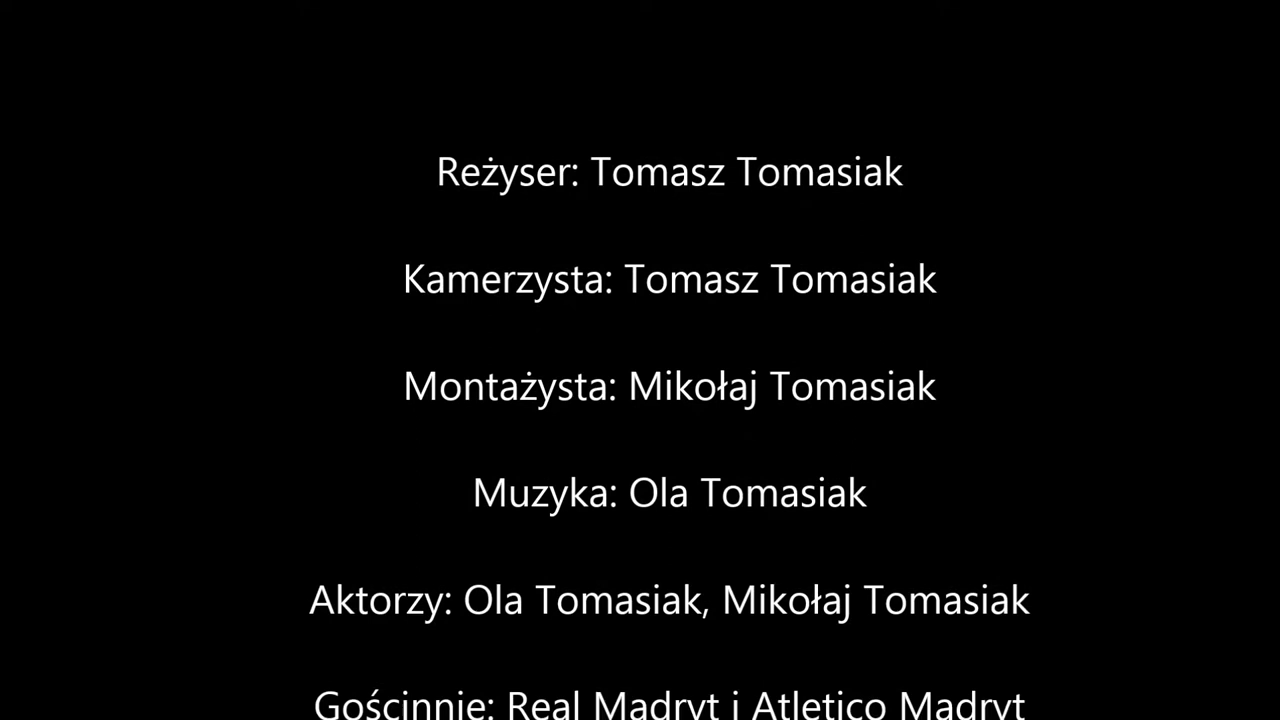 Reżyser: Tomasz Tomasiak
Kamerzysta: Tomasz Tomasiak
Montażysta: Mikołaj Tomasiak
Muzyka: Ola Tomasiak
Aktorzy: Ola Tomasiak, Mikołaj Tomasiak
Gościnnie: Real Madryt i Atletico Madryt